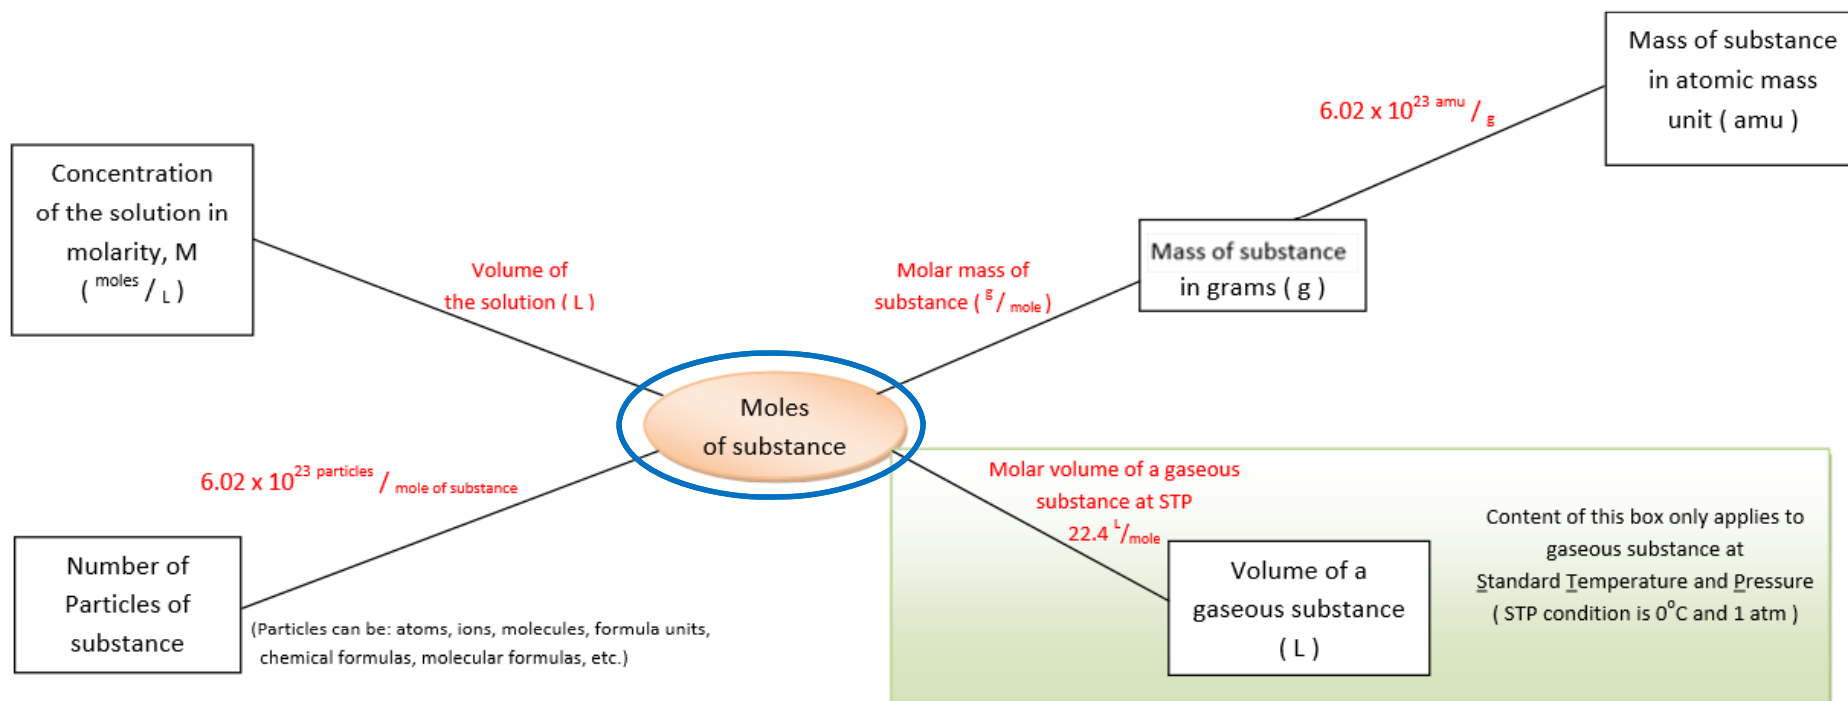 Mass of substance
in atomic mass
unit ( amu )
6.02 x 10^23 amu / g
Concentration
of the solution in
molarity, M
( moles / L )
Volume of
the solution ( L )
Molar mass of
substance ( g/ mole )
Mass of substance
in grams ( g )
Moles
of substance
6.02 x 10^23 particles / mole of substance
Number of
Particles of
substance
(Particles can be: atoms, ions, molecules, formula units,
chemical formulas, molecular formulas, etc.)
Molar volume of a gaseous
substance at STP
22.4 L/mole
Volume of a
gaseous substance
( L )
Content of this box only applies to
gaseous substance at
Standard Temperature and Pressure
( STP condition is 0°C and 1 atm )